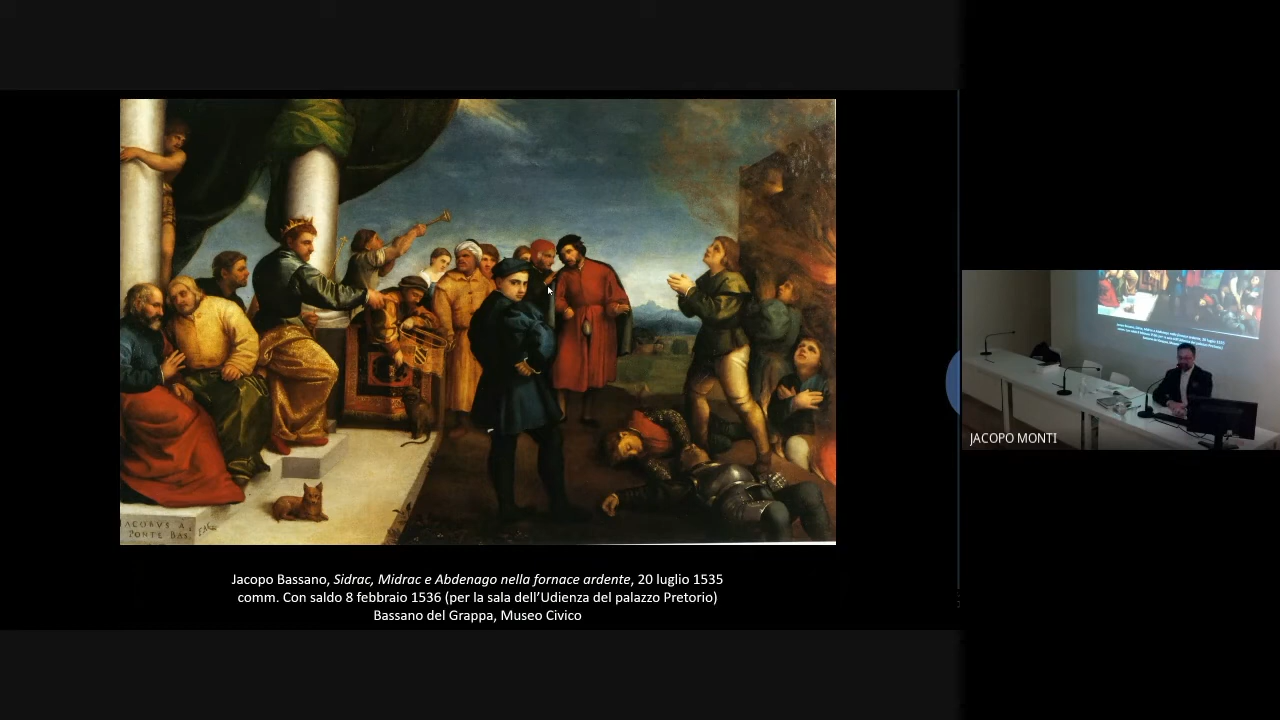 IACOBVS A.
PONTE BAS.
Jacopo Bassano, Sidrac, Midrac e Abdenago nella fornace ardente, 20 luglio 1535
comm. Con saldo 8 febbraio 1536 (per la sala dell’Udienza del palazzo Pretorio)
Bassano del Grappa, Museo Civico
JACOPO MONTI